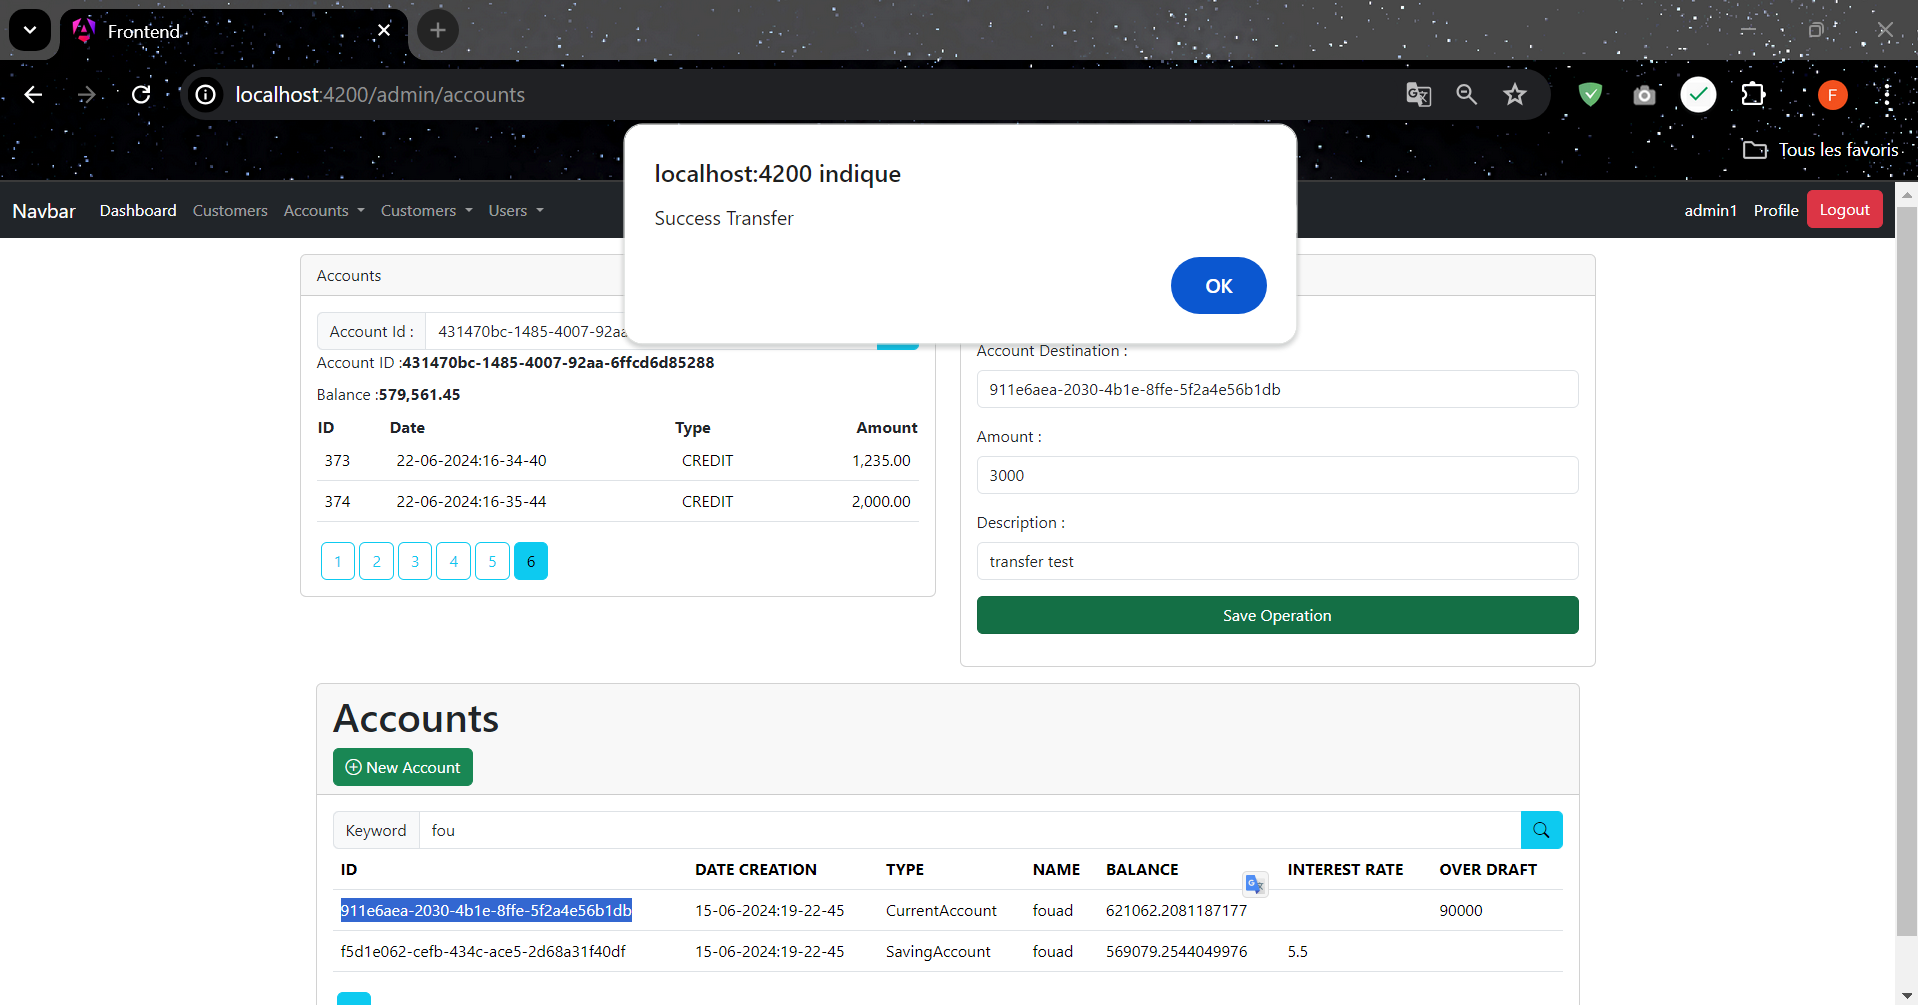 Frontend
localhost:4200/admin/accounts
F
Tous les favoris
localhost:4200 indique
Success Transfer
OK
Navbar Dashboard Customers Accounts Customers Users admin1 Profile Logout
Accounts
Account Id : 431470bc-1485-4007-92aa
Account ID :431470bc-1485-4007-92aa-6ffcd6d85288
Balance :579,561.45
ID Date Type Amount
373 22-06-2024:16-34-40 CREDIT 1,235.00
374 22-06-2024:16-35-44 CREDIT 2,000.00
1 2 3 4 5 6
Account Destination :
911e6aea-2030-4b1e-8ffe-5f2a4e56b1db
Amount :
3000
Description :
transfer test
Save Operation
Accounts
New Account
Keyword fou
ID DATE CREATION TYPE NAME BALANCE INTEREST RATE OVER DRAFT
911e6aea-2030-4b1e-8ffe-5f2a4e56b1db 15-06-2024:19-22-45 CurrentAccount fouad 621062.2081187177 90000
f5d1e062-cefb-434c-ace5-2d68a31f40df 15-06-2024:19-22-45 SavingAccount fouad 569079.2544049976 5.5